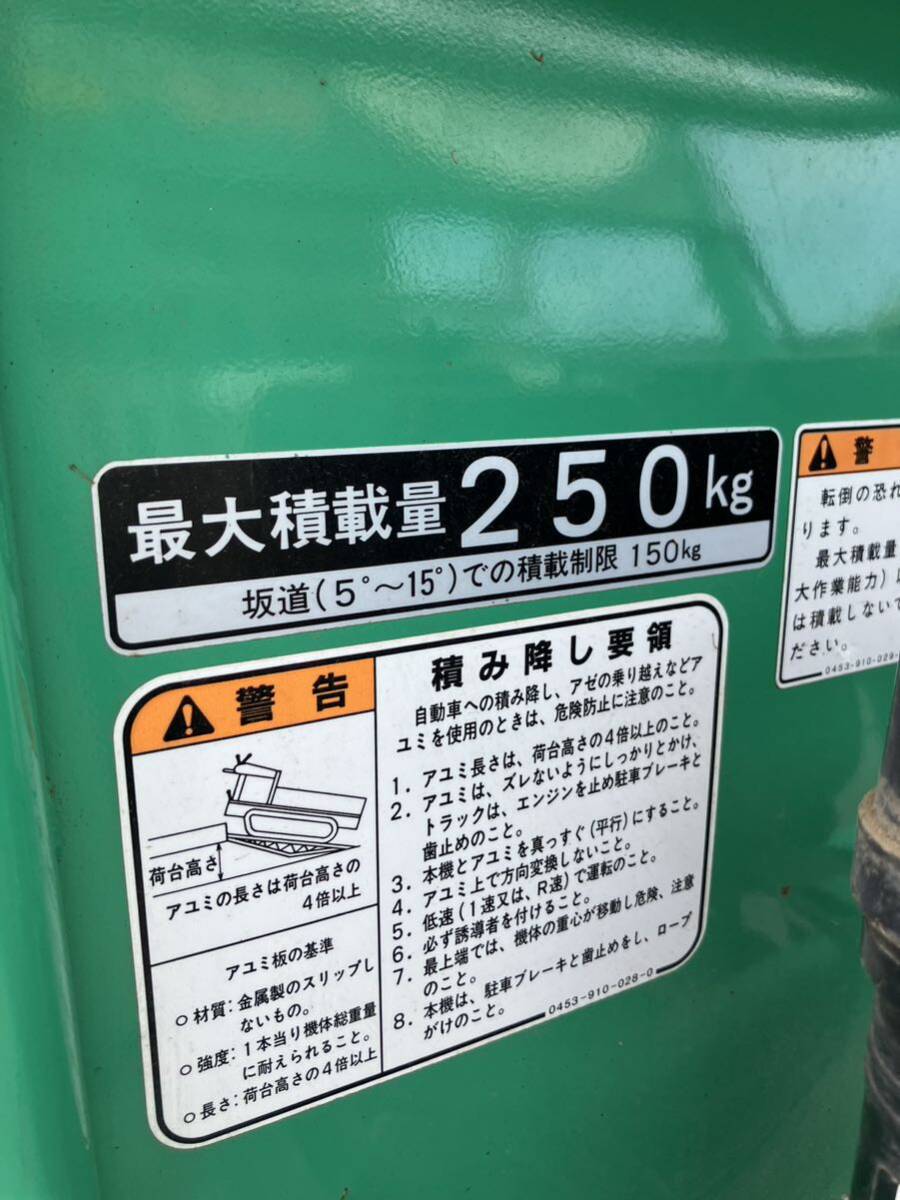 最大積載量250kg
坂道(5°～15°)での積載制限 150kg
警告
荷台高さ
アユミの長さは荷台高さの
4倍以上
アユミ板の基準
○材質：金属製のスリップし
ないもの。
○強度：1本当り機体総重量
に耐えられること。
○長さ：荷台高さの4倍以上
積み降し要領
自動車への積み降し、アゼの乗り越えなどア
ユミを使用のときは、危険防止に注意のこと。
1．アユミ長さは、荷台高さの4倍以上のこと。
2．アユミは、ズレないようにしっかりとかけ、
トラックは、エンジンを止め駐車ブレーキと
歯止めのこと。
3．本機とアユミを真っすぐ(平行)にすること。
4．アユミ上で方向変換しないこと。
5．低速(1速又は、R速)で運転のこと。
6．必ず誘導者を付けること。
7．最上端では、機体の重心が移動し危険、注意
のこと。
8．本機は、駐車ブレーキと歯止めをし、ロープ
がけのこと。
0453-910-028-0
警
転倒の恐れ
ります。
最大積載量
大作業能力)
は積載しないで
ださい。
0453-910-029-